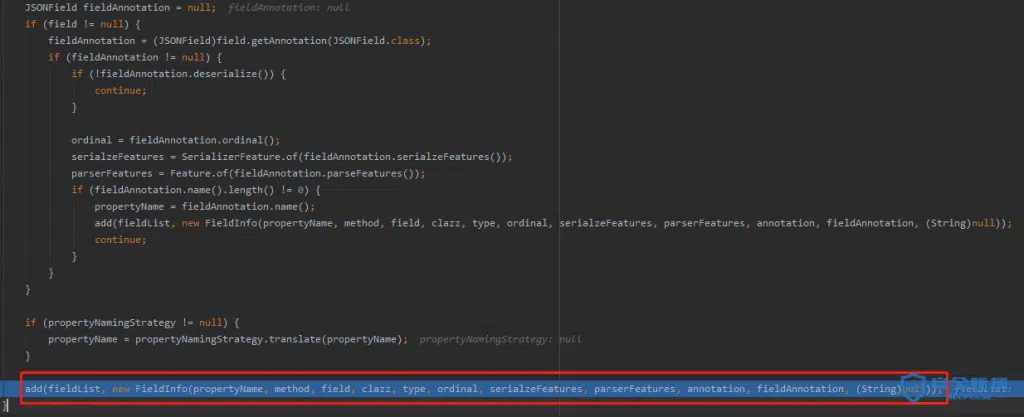 JSONField fieldAnnotation = null; fieldAnnotation: null
if (field != null) {
fieldAnnotation = (JSONField)field.getAnnotation(JSONField.class);
if (fieldAnnotation != null) {
if (!fieldAnnotation.deserialize()) {
continue;
}
ordinal = fieldAnnotation.ordinal();
serialzeFeatures = SerializerFeature.of(fieldAnnotation.serialzeFeatures());
parserFeatures = Feature.of(fieldAnnotation.parseFeatures());
if (fieldAnnotation.name().length() != 0) {
propertyName = fieldAnnotation.name();
add(fieldList, new FieldInfo(propertyName, method, field, clazz, type, ordinal, serialzeFeatures, parserFeatures, annotation, fieldAnnotation, (String)null));
continue;
}
}
}
if (propertyNamingStrategy != null) {
propertyName = propertyNamingStrategy.translate(propertyName); propertyNamingStrategy: null
}
add(fieldList, new FieldInfo(propertyName, method, field, clazz, type, ordinal, serialzeFeatures, parserFeatures, annotation, fieldAnnotation, (String)
}